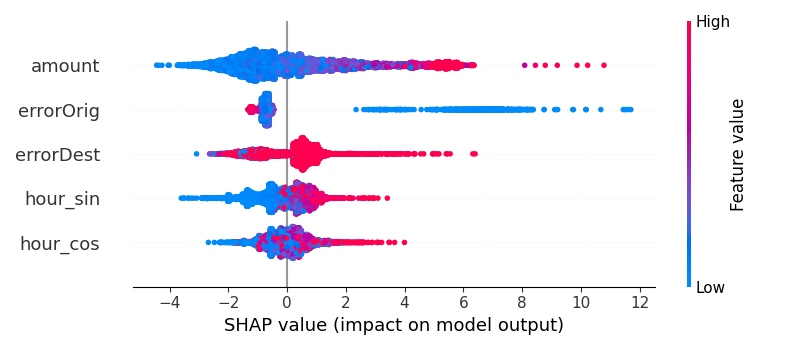 High
amount
errorOrig
errorDest
hour_sin
hour_cos
Feature value
Low
−4 −2 0 2 4 6 8 10 12
SHAP value (impact on model output)